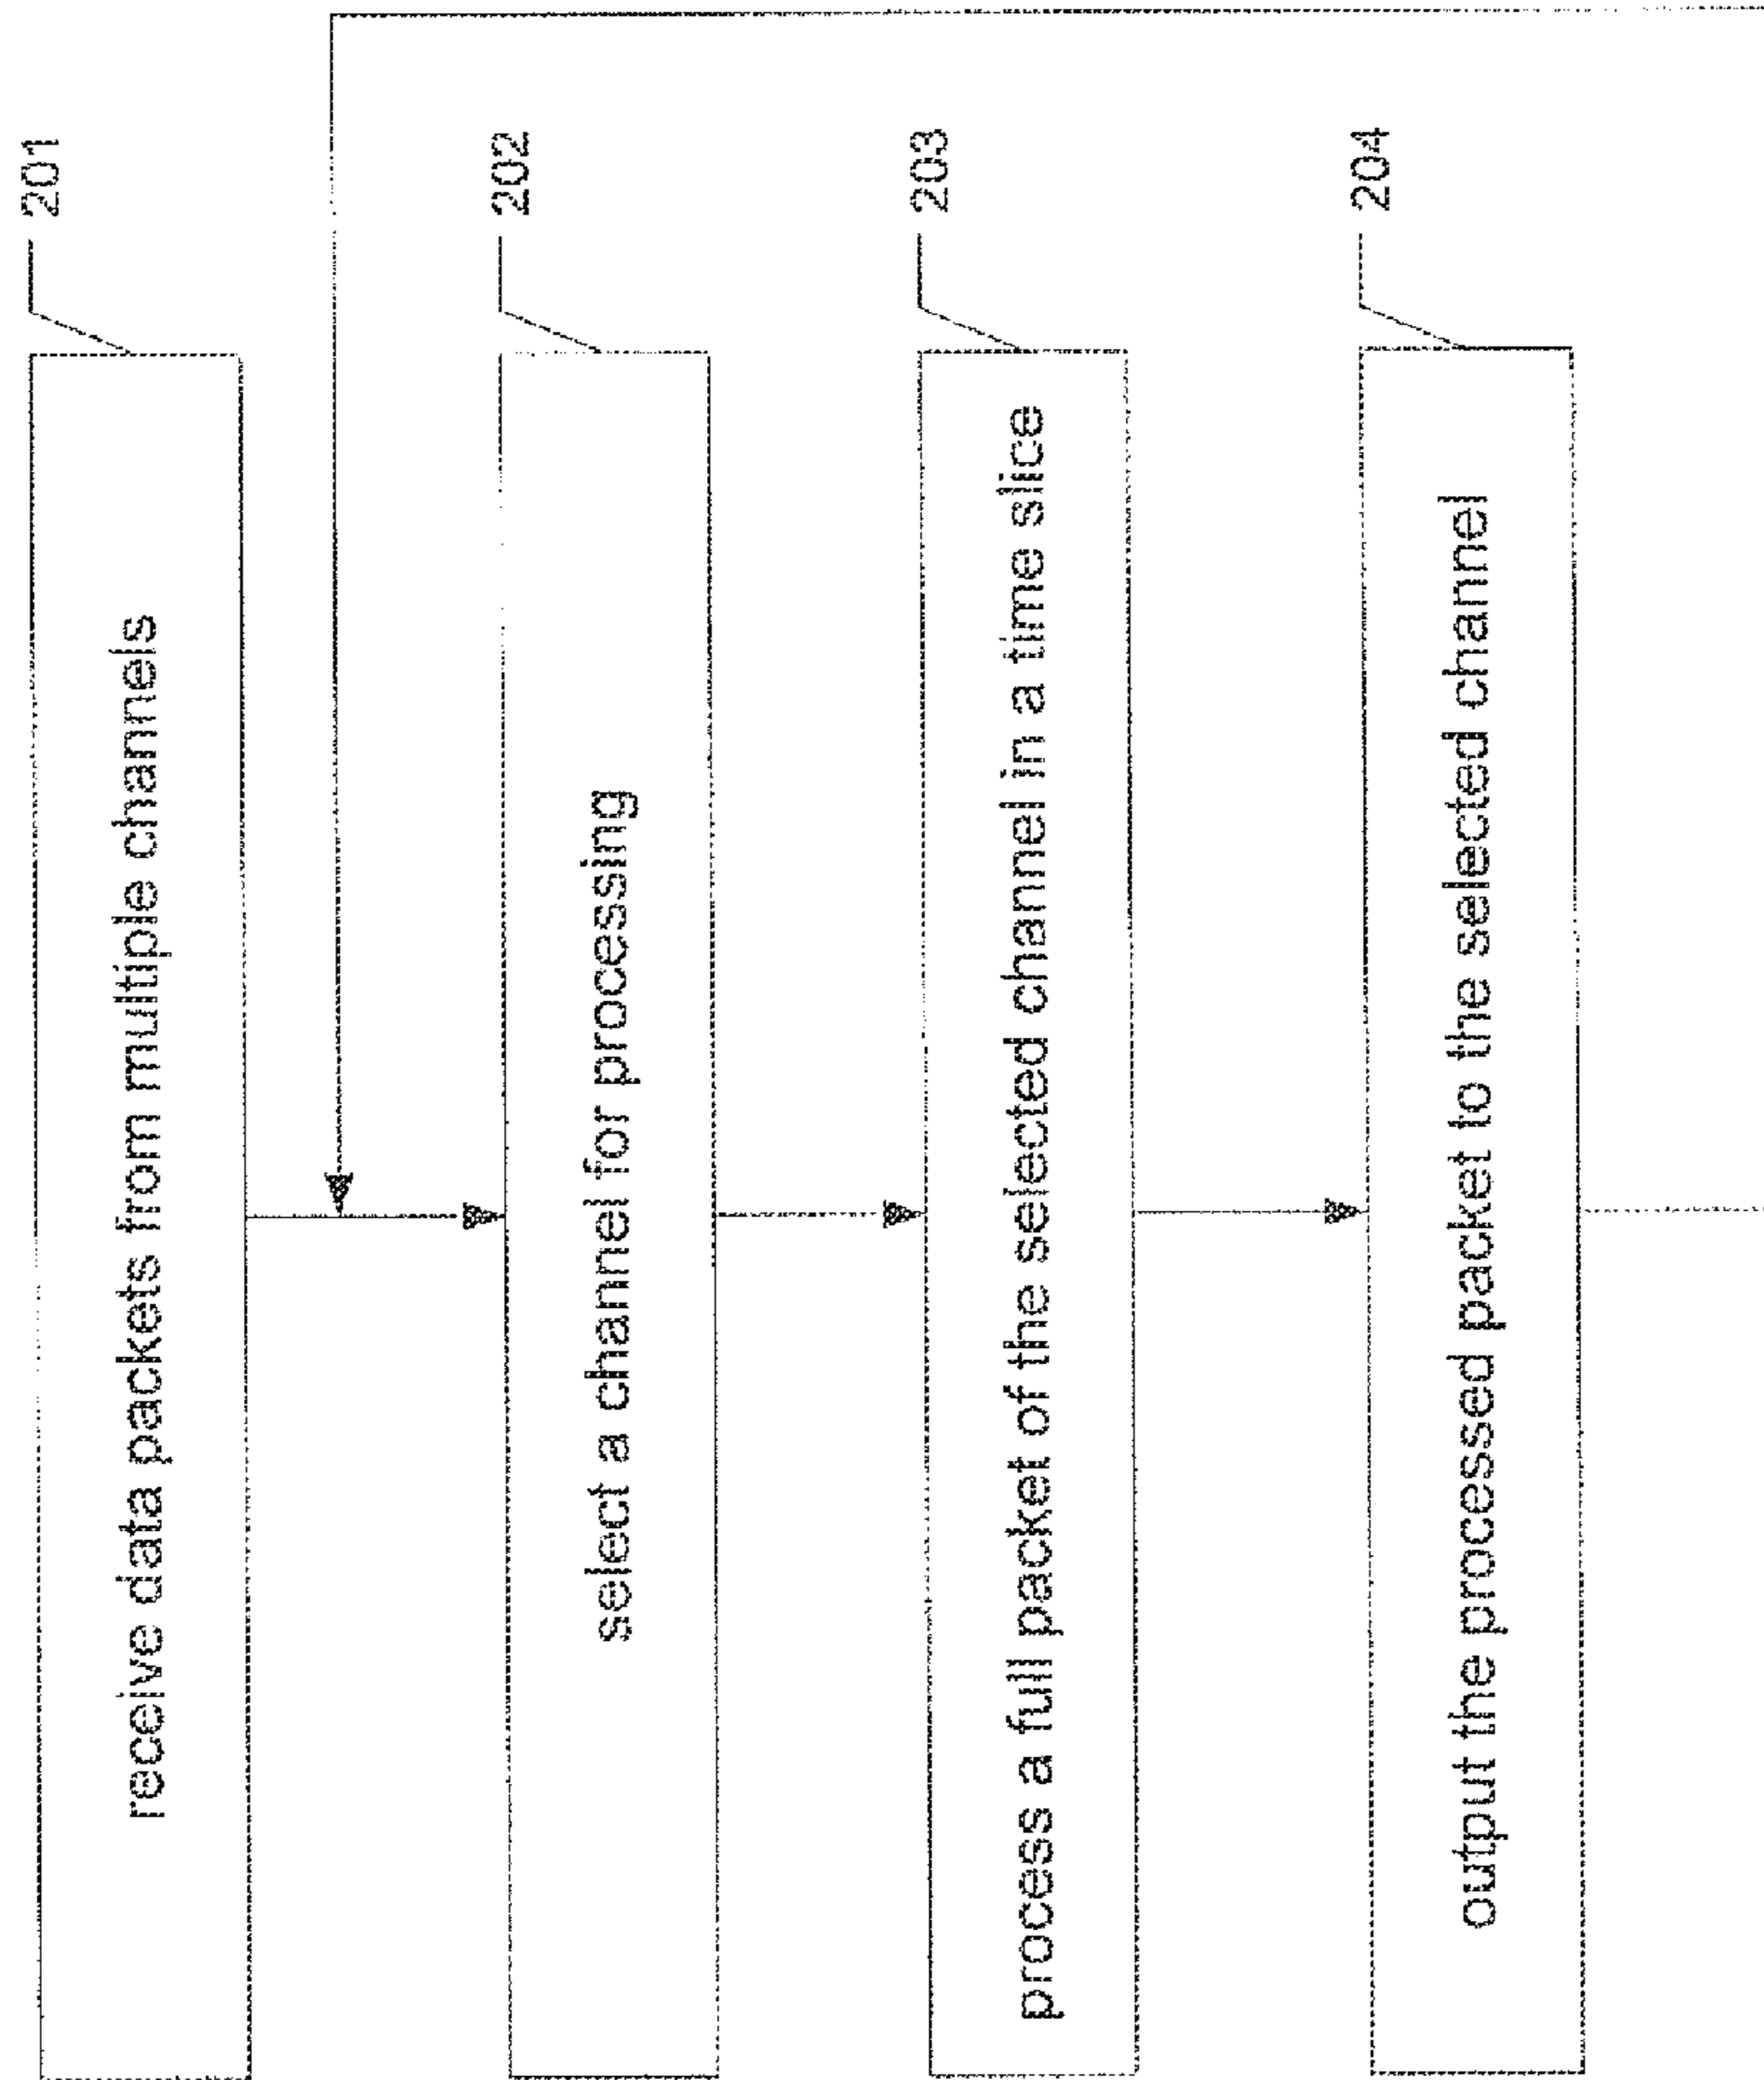 201
receive data packets from multiple channels
202
select a channel for processing
203
process a full packet of the selected channel in a time slice
204
output the processed packet to the selected channel